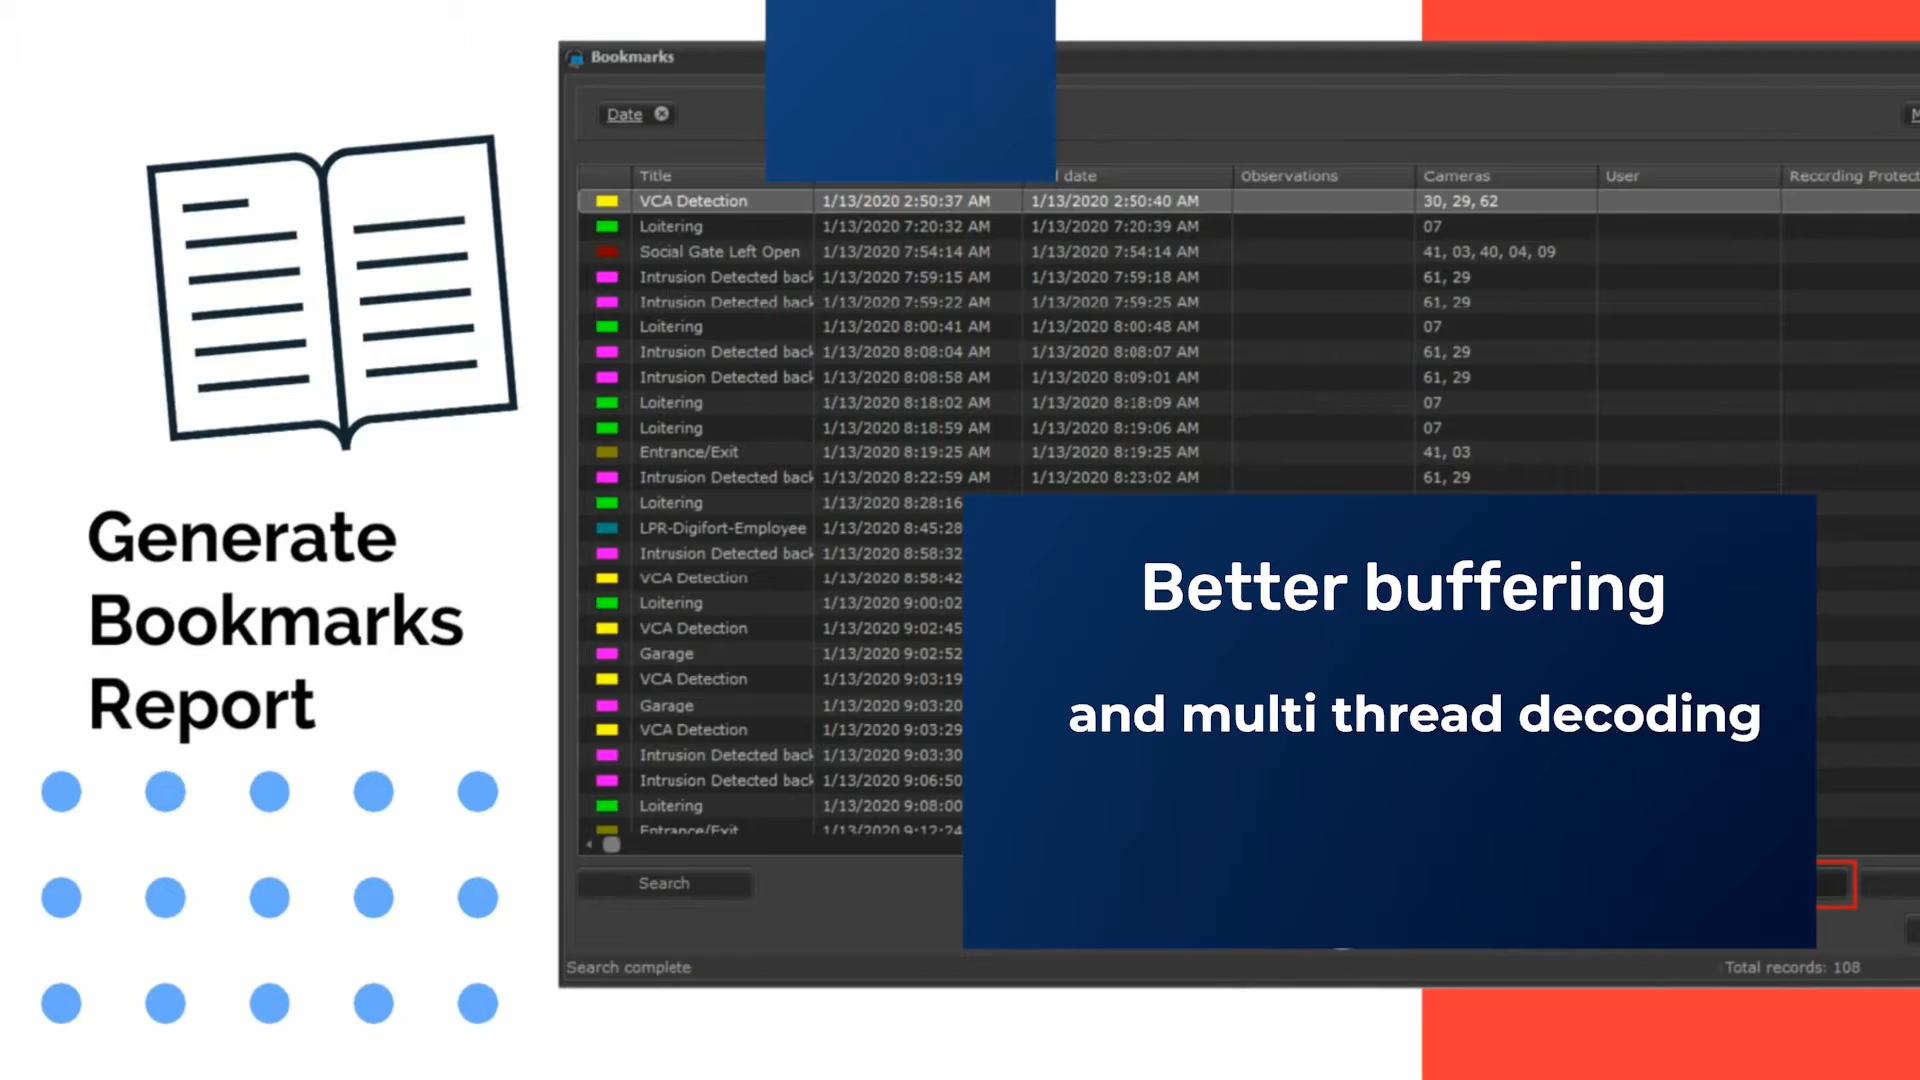 Bookmarks
Date
Title date Observations Cameras User Recording Protect
VCA Detection 1/13/2020 2:50:37 AM 1/13/2020 2:50:40 AM 30, 29, 62
Loitering 1/13/2020 7:20:32 AM 1/13/2020 7:20:39 AM 07
Social Gate Left Open 1/13/2020 7:54:14 AM 1/13/2020 7:54:14 AM 41, 03, 40, 04, 09
Intrusion Detected back 1/13/2020 7:59:15 AM 1/13/2020 7:59:18 AM 61, 29
Intrusion Detected back 1/13/2020 7:59:22 AM 1/13/2020 7:59:25 AM 61, 29
Loitering 1/13/2020 8:00:41 AM 1/13/2020 8:00:48 AM 07
Intrusion Detected back 1/13/2020 8:08:04 AM 1/13/2020 8:08:07 AM 61, 29
Intrusion Detected back 1/13/2020 8:08:58 AM 1/13/2020 8:09:01 AM 61, 29
Loitering 1/13/2020 8:18:02 AM 1/13/2020 8:18:09 AM 07
Loitering 1/13/2020 8:18:59 AM 1/13/2020 8:19:06 AM 07
Entrance/Exit 1/13/2020 8:19:25 AM 1/13/2020 8:19:25 AM 41, 03
Intrusion Detected back 1/13/2020 8:22:59 AM 1/13/2020 8:23:02 AM 61, 29
Loitering 1/13/2020 8:28:16
LPR-Digifort-Employee 1/13/2020 8:45:28
Intrusion Detected back 1/13/2020 8:58:32
VCA Detection 1/13/2020 8:58:42
Loitering 1/13/2020 9:00:02
VCA Detection 1/13/2020 9:02:45
Garage 1/13/2020 9:02:52
VCA Detection 1/13/2020 9:03:19
Garage 1/13/2020 9:03:20
VCA Detection 1/13/2020 9:03:29
Intrusion Detected back 1/13/2020 9:03:30
Intrusion Detected back 1/13/2020 9:06:50
Loitering 1/13/2020 9:08:00
Entrance/Exit 1/13/2020 9:12:24
Search
Search complete
Total records: 108
Generate
Bookmarks
Report
Better buffering
and multi thread decoding